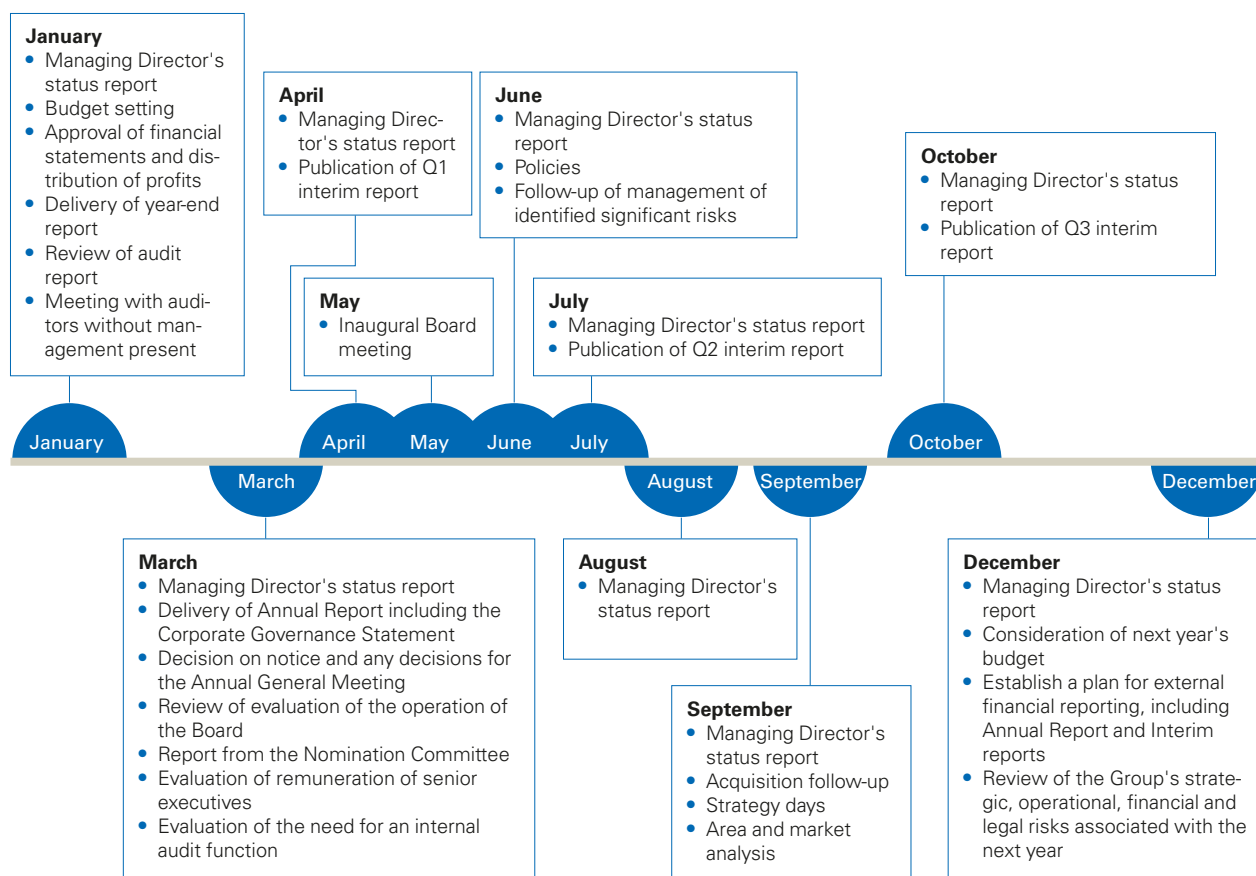 January
• Managing Director's
status report
• Budget setting
• Approval of financial
statements and dis-
tribution of profits
• Delivery of year-end
report
• Review of audit
report
• Meeting with audi-
tors without man-
agement present
April
• Managing Direc-
tor's status report
• Publication of Q1
interim report
June
• Managing Director's status
report
• Policies
• Follow-up of management of
identified significant risks
October
• Managing Director's status
report
• Publication of Q3 interim
report
May
• Inaugural Board
meeting
July
• Managing Director's status report
• Publication of Q2 interim report
January
April
May
June
July
October
March
August
September
December
March
• Managing Director's status report
• Delivery of Annual Report including the
Corporate Governance Statement
• Decision on notice and any decisions for
the Annual General Meeting
• Review of evaluation of the operation of
the Board
• Report from the Nomination Committee
• Evaluation of remuneration of senior
executives
• Evaluation of the need for an internal
audit function
August
• Managing Director's
status report
September
• Managing Director's
status report
• Acquisition follow-up
• Strategy days
• Area and market
analysis
December
• Managing Director's status
report
• Consideration of next year's
budget
• Establish a plan for external
financial reporting, including
Annual Report and Interim
reports
• Review of the Group's strate-
gic, operational, financial and
legal risks associated with the
next year